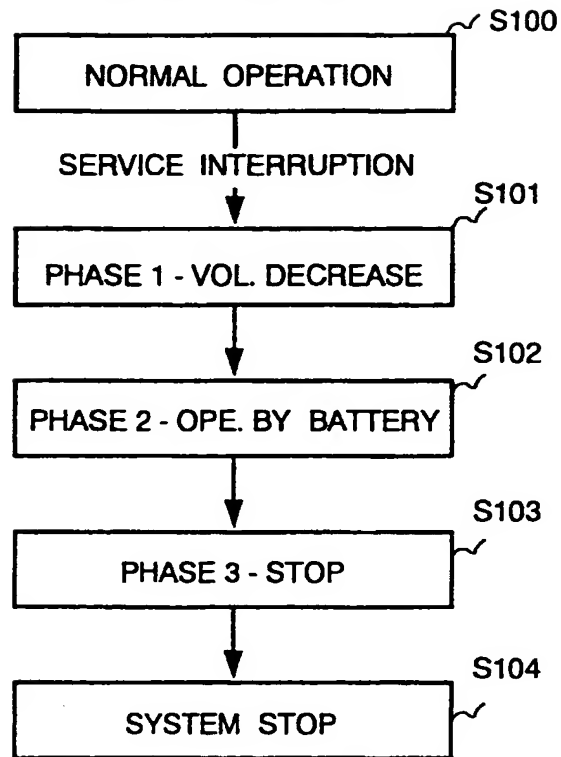 S100
NORMAL OPERATION
SERVICE INTERRUPTION
S101
PHASE 1 - VOL. DECREASE
S102
PHASE 2 - OPE. BY BATTERY
S103
PHASE 3 - STOP
S104
SYSTEM STOP